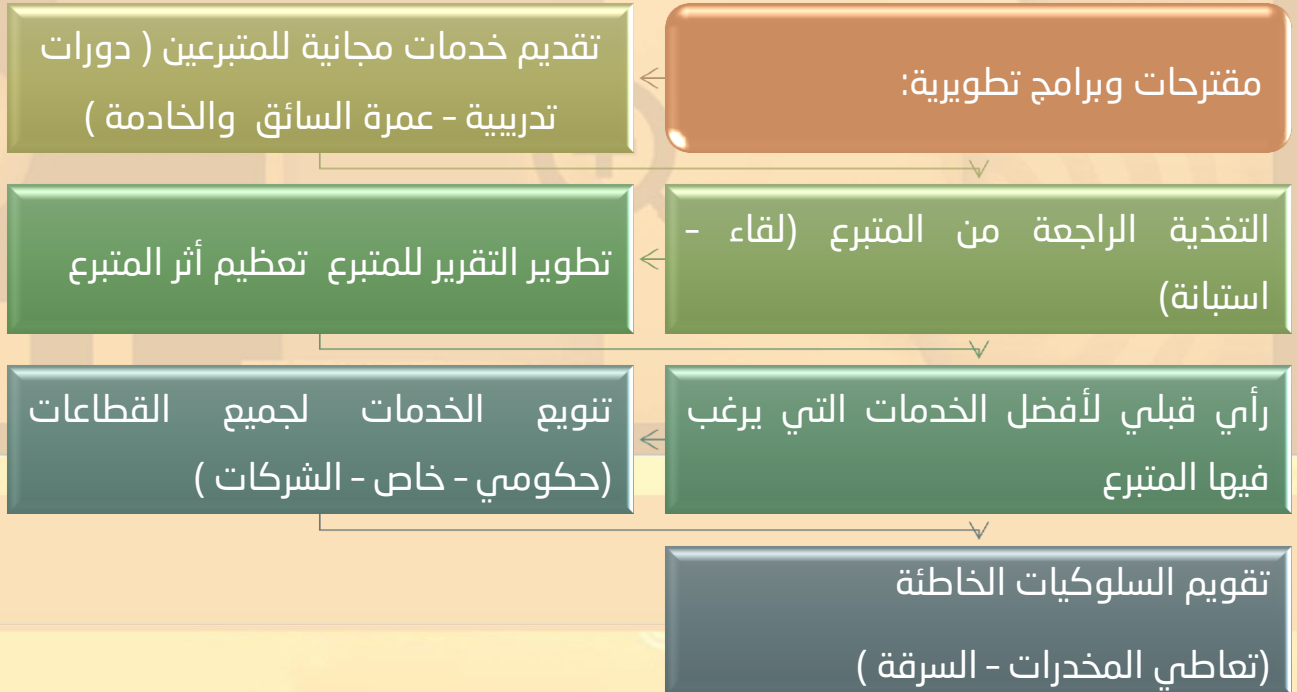 مقترحات وبرامج تطويرية:
تقديم خدمات مجانية للمتبرعين ( دورات
تدريبية - عمرة السائق والخادمة )
التغذية الراجعة من المتبرع (لقاء -
استبانة)
تطوير التقرير للمتبرع تعظيم أثر المتبرع
رأي قبلي لأفضل الخدمات التي يرغب
فيها المتبرع
تنويع الخدمات لجميع القطاعات
(حكومي - خاص - الشركات )
تقويم السلوكيات الخاطئة
(تعاطي المخدرات - السرقة )